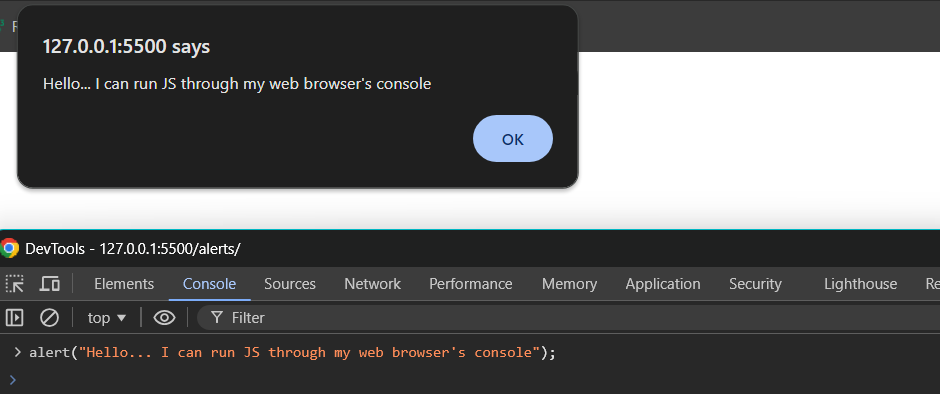 127.0.0.1:5500 says
Hello... I can run JS through my web browser's console
OK
DevTools - 127.0.0.1:5500/alerts/
Elements Console Sources Network Performance Memory Application Security Lighthouse
top Filter
alert("Hello... I can run JS through my web browser's console");